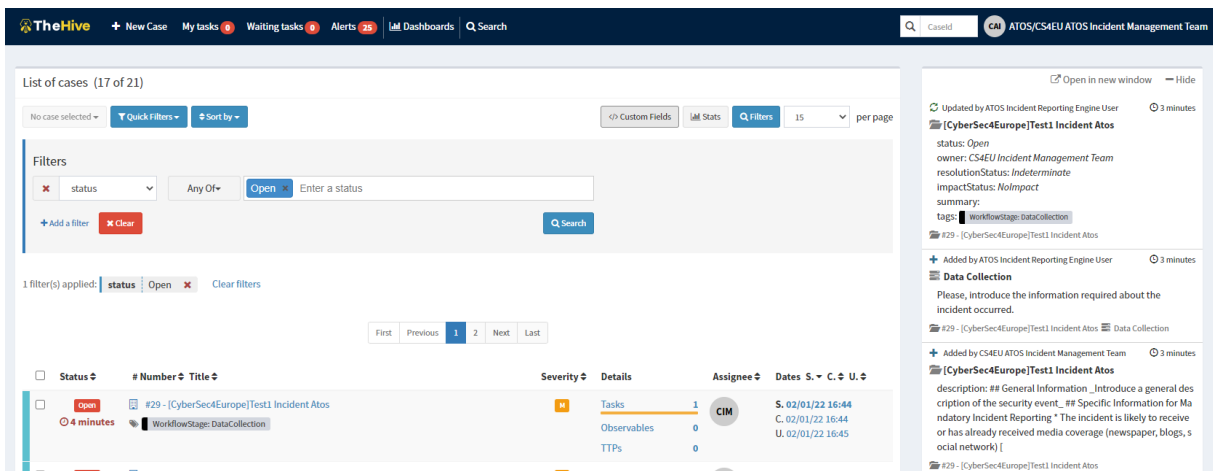 TheHive + New Case My tasks 0 Waiting tasks 0 Alerts 25 Dashboards Search CaseId CAI ATOS/CS4EU ATOS Incident Management Team
List of cases (17 of 21)
No case selected Quick Filters Sort by Custom Fields Stats Filters 15 per page
Filters
status Any Of Open × Enter a status
+ Add a filter × Clear Search
1 filter(s) applied: status Open × Clear filters
First Previous 1 2 Next Last
Status # Number Title Severity Details Assignee Dates S. C. U.
Open #29 - [CyberSec4Europe]Test1 Incident Atos M Tasks 1 CIM S. 02/01/22 16:44
4 minutes WorkflowStage: DataCollection Observables 0 C. 02/01/22 16:44
TTPs 0 U. 02/01/22 16:45
Open in new window Hide
Updated by ATOS Incident Reporting Engine User 3 minutes
[CyberSec4Europe]Test1 Incident Atos
status: Open
owner: CS4EU Incident Management Team
resolutionStatus: Indeterminate
impactStatus: NoImpact
summary:
tags: WorkflowStage: DataCollection
#29 - [CyberSec4Europe]Test1 Incident Atos
+ Added by ATOS Incident Reporting Engine User 3 minutes
Data Collection
Please, introduce the information required about the
incident occurred.
#29 - [CyberSec4Europe]Test1 Incident Atos Data Collection
+ Added by CS4EU ATOS Incident Management Team 3 minutes
[CyberSec4Europe]Test1 Incident Atos
description: ## General Information _Introduce a general des
cription of the security event_ ## Specific Information for Ma
ndatory Incident Reporting * The incident is likely to receive
or has already received media coverage (newspaper, blogs, s
ocial network) [
#29 - [CyberSec4Europe]Test1 Incident Atos